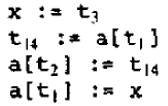 x := t₃
t₁₄ := a[t₁]
a[t₂] := t₁₄
a[t₁] := x